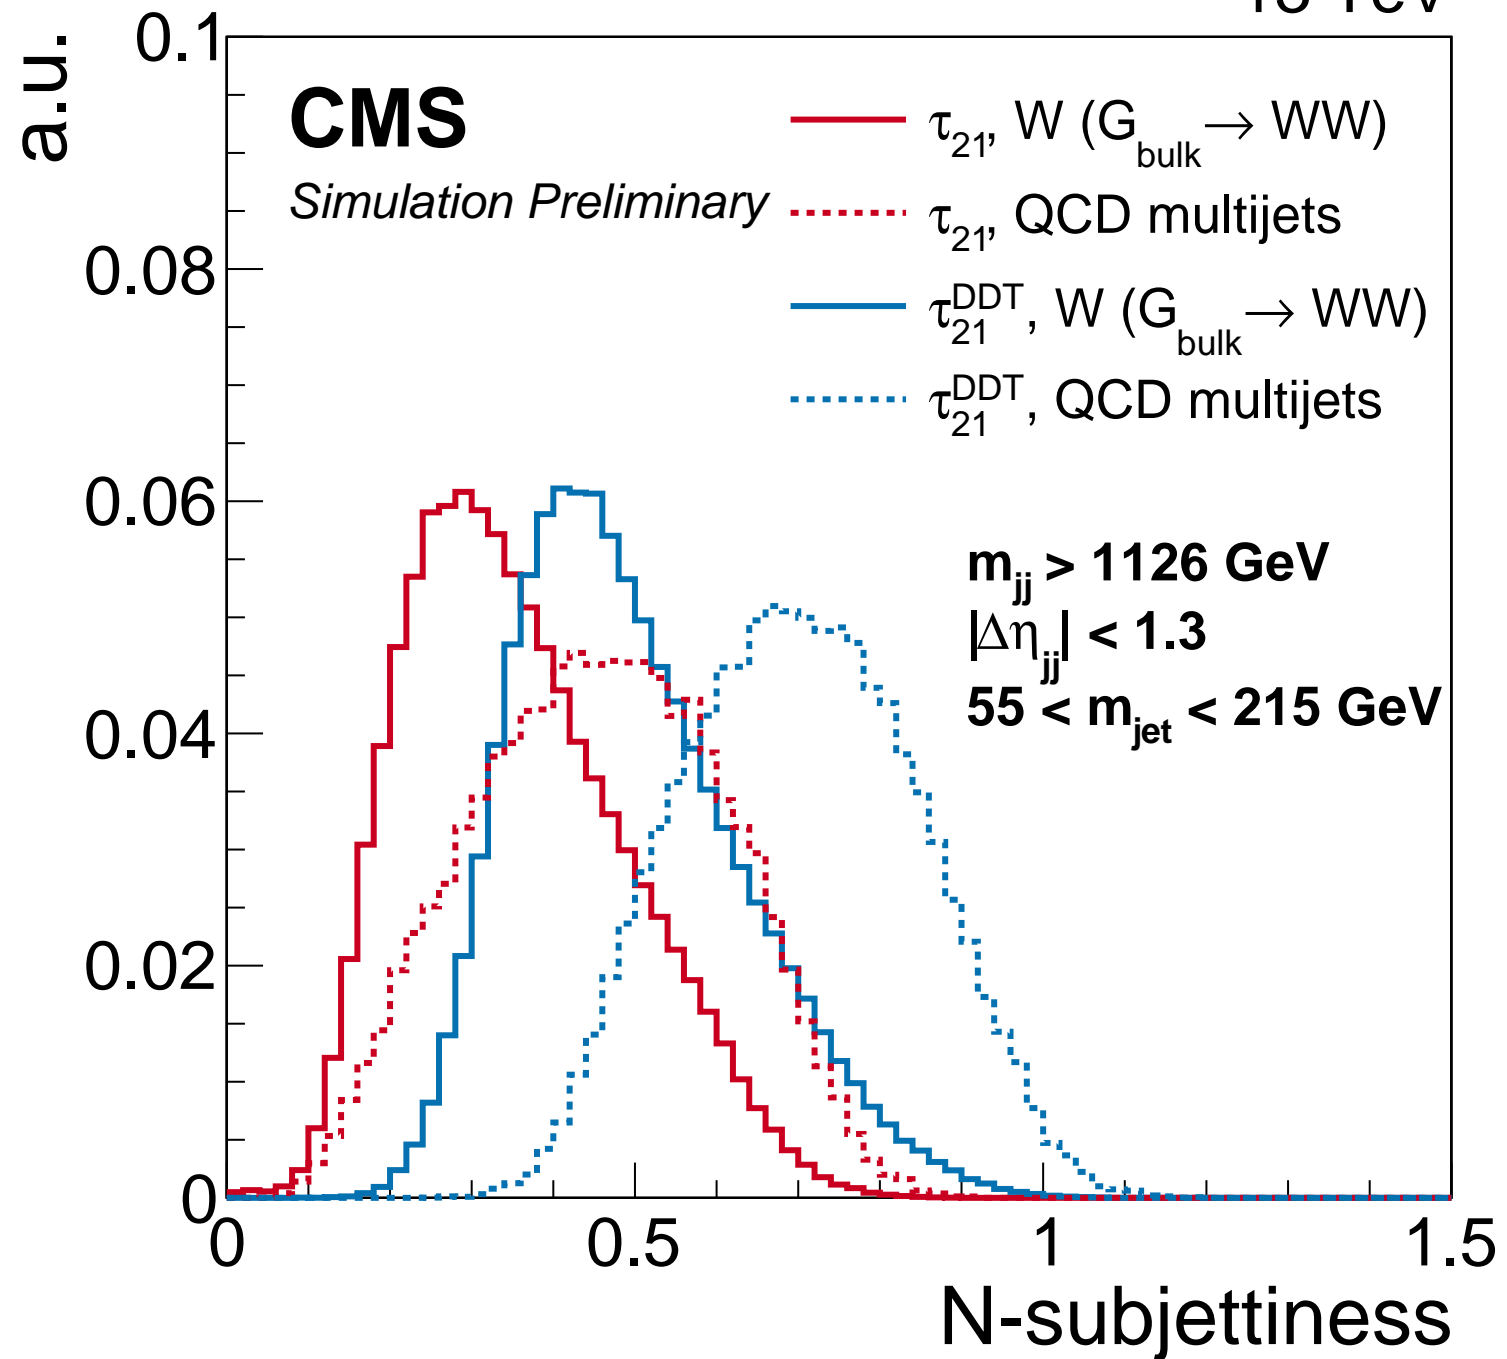 13 TeV
a.u.
0.1
0.08
0.06
0.04
0.02
0
CMS
Simulation Preliminary
τ21, W (Gbulk → WW)
τ21, QCD multijets
τ21DDT, W (Gbulk → WW)
τ21DDT, QCD multijets
mjj > 1126 GeV
|Δηjj| < 1.3
55 < mjet < 215 GeV
0 0.5 1 1.5
N-subjettiness